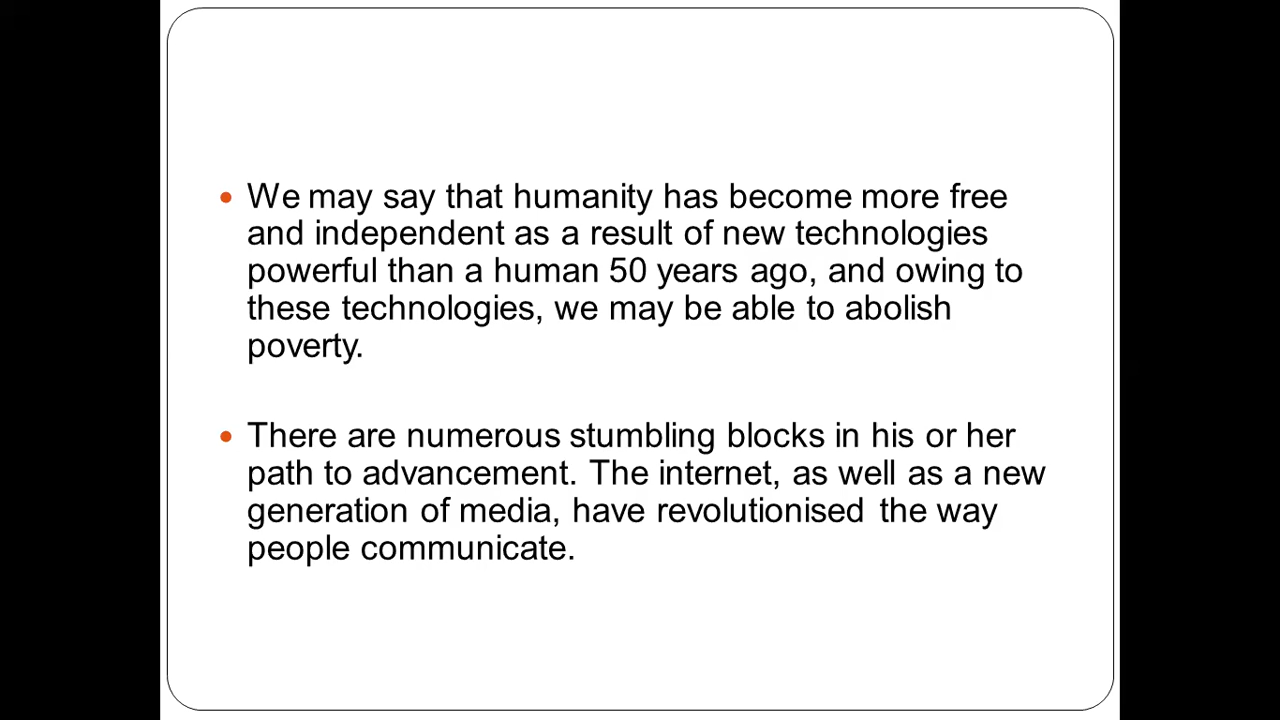 • We may say that humanity has become more free
and independent as a result of new technologies
powerful than a human 50 years ago, and owing to
these technologies, we may be able to abolish
poverty.
• There are numerous stumbling blocks in his or her
path to advancement. The internet, as well as a new
generation of media, have revolutionised the way
people communicate.